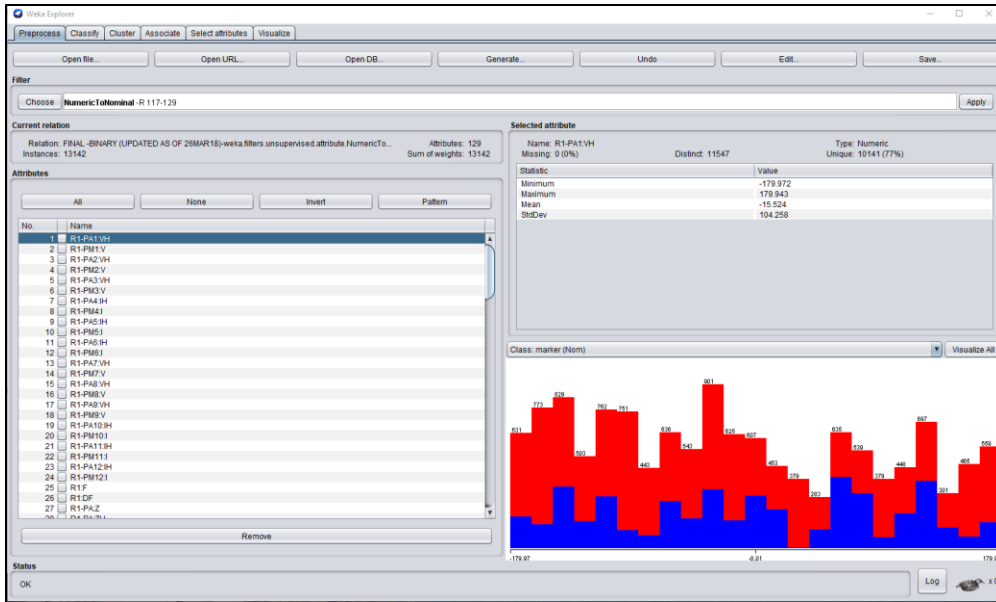 Weka Explorer
Preprocess Classify Cluster Associate Select attributes Visualize
Open file... Open URL... Open DB... Generate... Undo Edit... Save...
Filter
Choose NumericToNominal -R 117-129 Apply
Current relation
Relation: FINAL -BINARY (UPDATED AS OF 26MAR18)-weka.filters.unsupervised.attribute.NumericTo... Attributes: 129
Instances: 13142 Sum of weights: 13142
Attributes
All None Invert Pattern
No. Name
1 R1-PA1:VH
2 R1-PM1:V
3 R1-PA2:VH
4 R1-PM2:V
5 R1-PA3:VH
6 R1-PM3:V
7 R1-PA4:IH
8 R1-PM4:I
9 R1-PA5:IH
10 R1-PM5:I
11 R1-PA6:IH
12 R1-PM6:I
13 R1-PA7:VH
14 R1-PM7:V
15 R1-PA8:VH
16 R1-PM8:V
17 R1-PA9:VH
18 R1-PM9:V
19 R1-PA10:IH
20 R1-PM10:I
21 R1-PA11:IH
22 R1-PM11:I
23 R1-PA12:IH
24 R1-PM12:I
25 R1:F
26 R1:DF
27 R1-PA:Z
28 R1-PA:ZH
Remove
Selected attribute
Name: R1-PA1:VH Type: Numeric
Missing: 0 (0%) Distinct: 11547 Unique: 10141 (77%)
Statistic Value
Minimum -179.972
Maximum 179.943
Mean -15.524
StdDev 104.258
Class: marker (Nom) Visualize All
631 773 829 503 762 751 443 636 543 901 625 607 463 379 283 635 539 379 448 697 381 466 559
-179.97 -0.01
Status
OK
Log